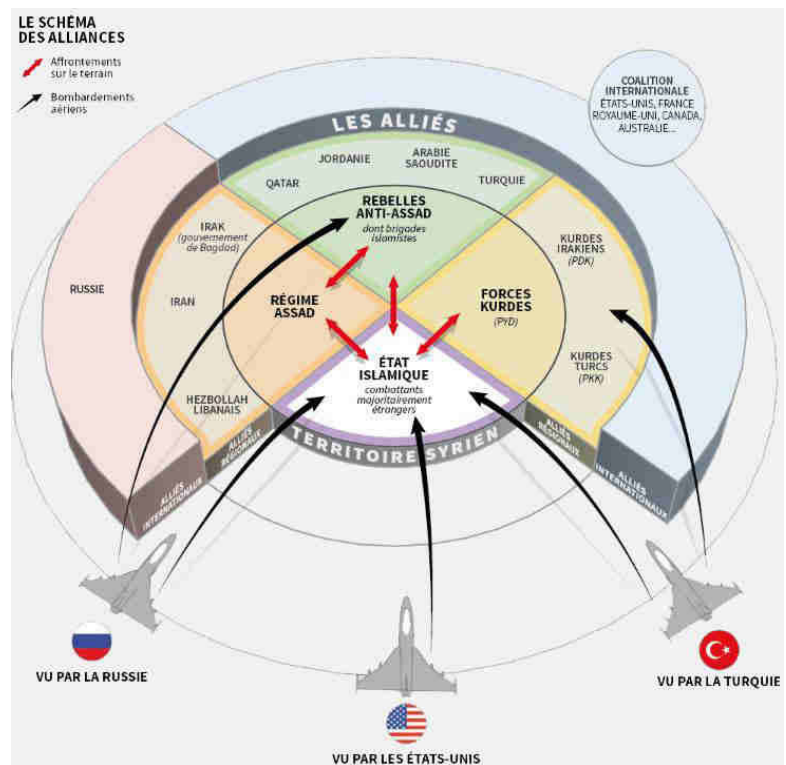 LE SCHÉMA
DES ALLIANCES
Affrontements
sur le terrain
Bombardements
aériens
COALITION
INTERNATIONALE
ÉTATS-UNIS, FRANCE
ROYAUME-UNI, CANADA,
AUSTRALIE...
LES ALLIÉS
QATAR
JORDANIE
ARABIE
SAOUDITE
TURQUIE
REBELLES
ANTI-ASSAD
dont brigades
islamistes
IRAK
(gouvernement
de Bagdad)
KURDES
IRAKIENS
(PDK)
RUSSIE
IRAN
RÉGIME
ASSAD
FORCES
KURDES
(PYD)
ÉTAT
ISLAMIQUE
combattants
majoritairement
étrangers
KURDES
TURCS
(PKK)
HEZBOLLAH
LIBANAIS
TERRITOIRE SYRIEN
ALLIÉS
RÉGIONAUX
ALLIÉS
INTERNATIONAUX
ALLIÉS
RÉGIONAUX
ALLIÉS
INTERNATIONAUX
VU PAR LA RUSSIE
VU PAR LA TURQUIE
VU PAR LES ÉTATS-UNIS